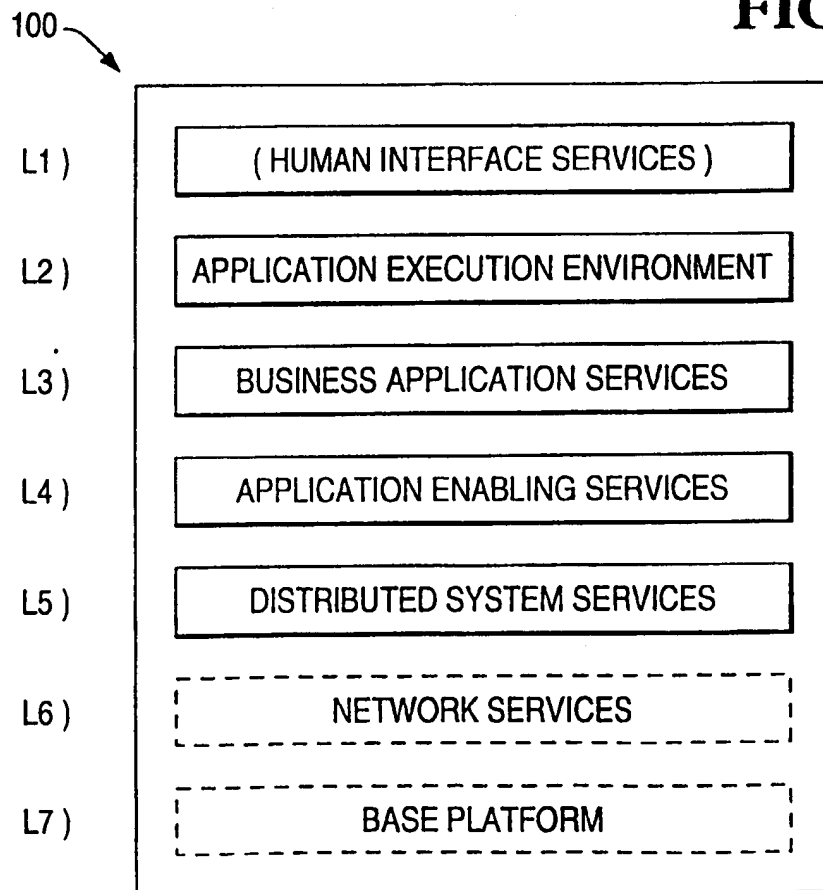 FIG
100
L1 ) ( HUMAN INTERFACE SERVICES )
L2 ) APPLICATION EXECUTION ENVIRONMENT
L3 ) BUSINESS APPLICATION SERVICES
L4 ) APPLICATION ENABLING SERVICES
L5 ) DISTRIBUTED SYSTEM SERVICES
L6 ) NETWORK SERVICES
L7 ) BASE PLATFORM